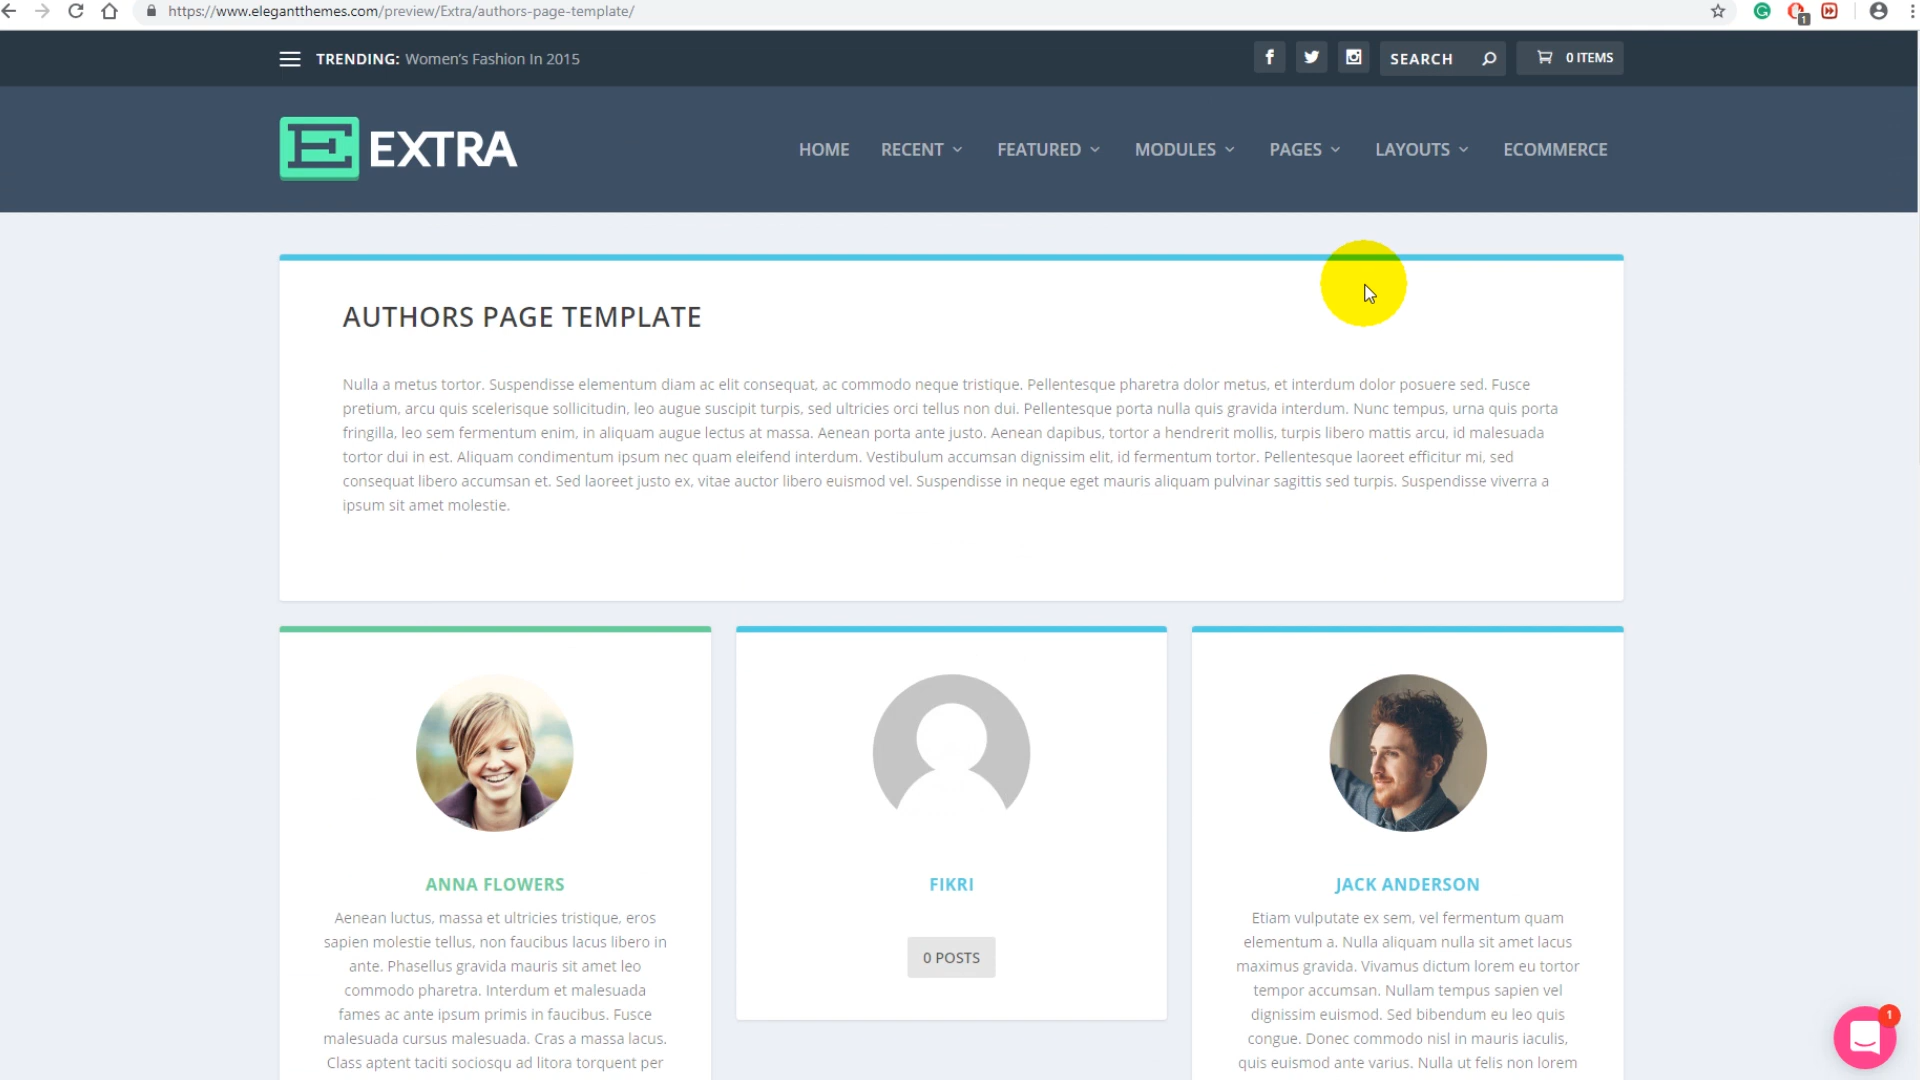 https://www.elegantthemes.com/preview/Extra/authors-page-template/
1
TRENDING: Women's Fashion In 2015
SEARCH
0 ITEMS
E EXTRA
HOME RECENT FEATURED MODULES PAGES LAYOUTS ECOMMERCE
AUTHORS PAGE TEMPLATE
Nulla a metus tortor. Suspendisse elementum diam ac elit consequat, ac commodo neque tristique. Pellentesque pharetra dolor metus, et interdum dolor posuere sed. Fusce
pretium, arcu quis scelerisque sollicitudin, leo augue suscipit turpis, sed ultricies orci tellus non dui. Pellentesque porta nulla quis gravida interdum. Nunc tempus, urna quis porta
fringilla, leo sem fermentum enim, in aliquam augue lectus at massa. Aenean porta ante justo. Aenean dapibus, tortor a hendrerit mollis, turpis libero mattis arcu, id malesuada
tortor dui in est. Aliquam condimentum ipsum nec quam eleifend interdum. Vestibulum accumsan dignissim elit, id fermentum tortor. Pellentesque laoreet efficitur mi, sed
consequat libero accumsan et. Sed laoreet justo ex, vitae auctor libero euismod vel. Suspendisse in neque eget mauris aliquam pulvinar sagittis sed turpis. Suspendisse viverra a
ipsum sit amet molestie.
ANNA FLOWERS
Aenean luctus, massa et ultricies tristique, eros
sapien molestie tellus, non faucibus lacus libero in
ante. Phasellus gravida mauris sit amet leo
commodo pharetra. Interdum et malesuada
fames ac ante ipsum primis in faucibus. Fusce
malesuada cursus malesuada. Cras a massa lacus.
Class aptent taciti sociosqu ad litora torquent per
FIKRI
0 POSTS
JACK ANDERSON
Etiam vulputate ex sem, vel fermentum quam
elementum a. Nulla aliquam nulla sit amet lacus
maximus gravida. Vivamus dictum lorem eu tortor
tempor accumsan. Nullam tempus sapien vel
dignissim euismod. Sed bibendum eu leo quis
congue. Donec commodo nisl in mauris iaculis,
quis euismod ante varius. Nulla ut felis non lorem
1